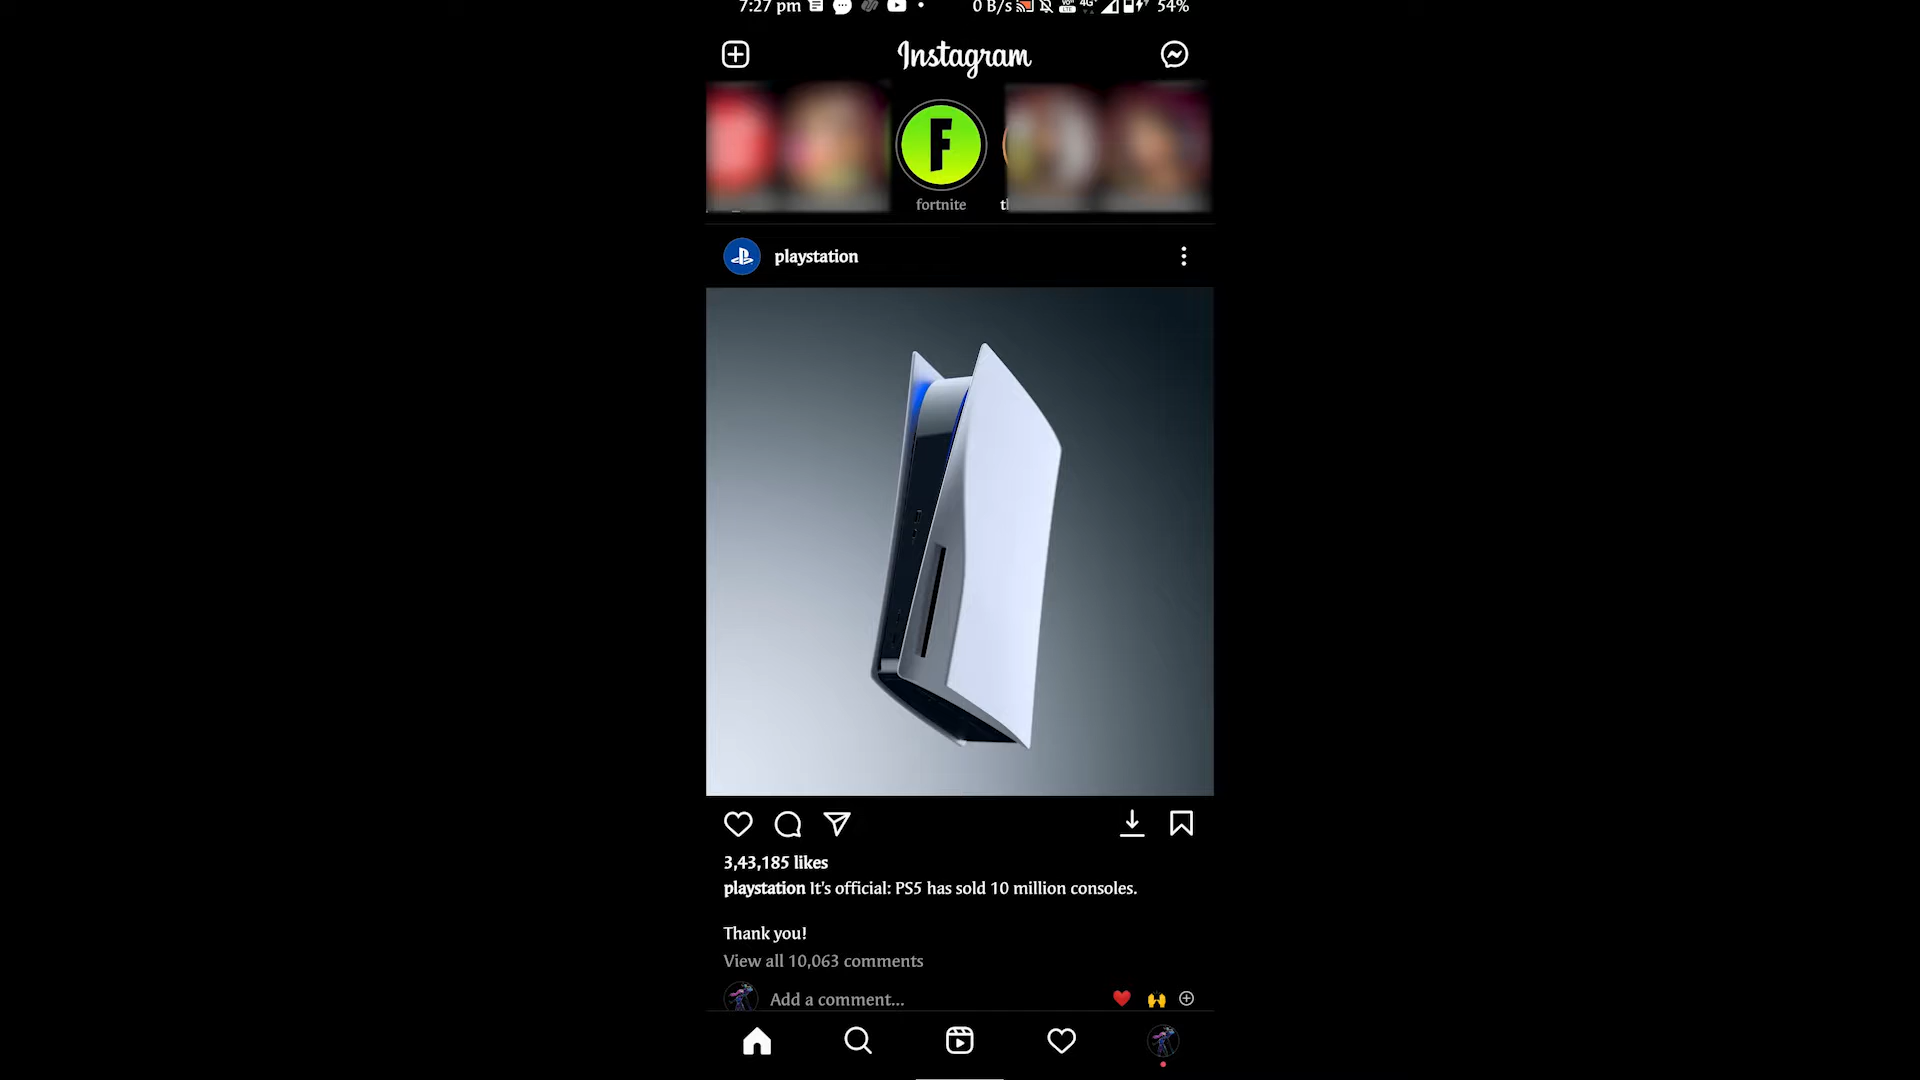 7:27 pm 0 B/s 4G 54%
Instagram
F
fortnite
playstation
3,43,185 likes
playstation It's official: PS5 has sold 10 million consoles.
Thank you!
View all 10,063 comments
Add a comment...